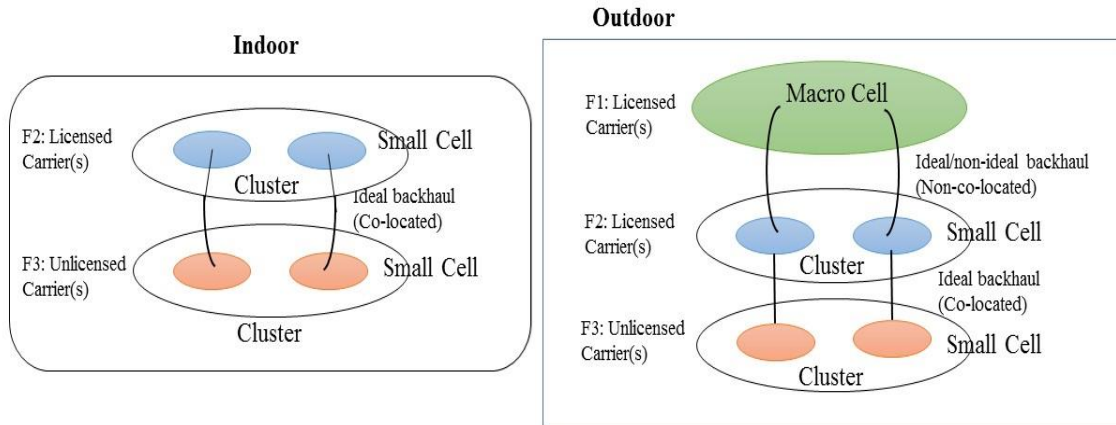 Indoor
F2: Licensed
Carrier(s)
Small Cell
Cluster
Ideal backhaul
(Co-located)
F3: Unlicensed
Carrier(s)
Small Cell
Cluster
Outdoor
F1: Licensed
Carrier(s)
Macro Cell
Ideal/non-ideal backhaul
(Non-co-located)
F2: Licensed
Carrier(s)
Small Cell
Cluster
Ideal backhaul
(Co-located)
F3: Unlicensed
Carrier(s)
Small Cell
Cluster